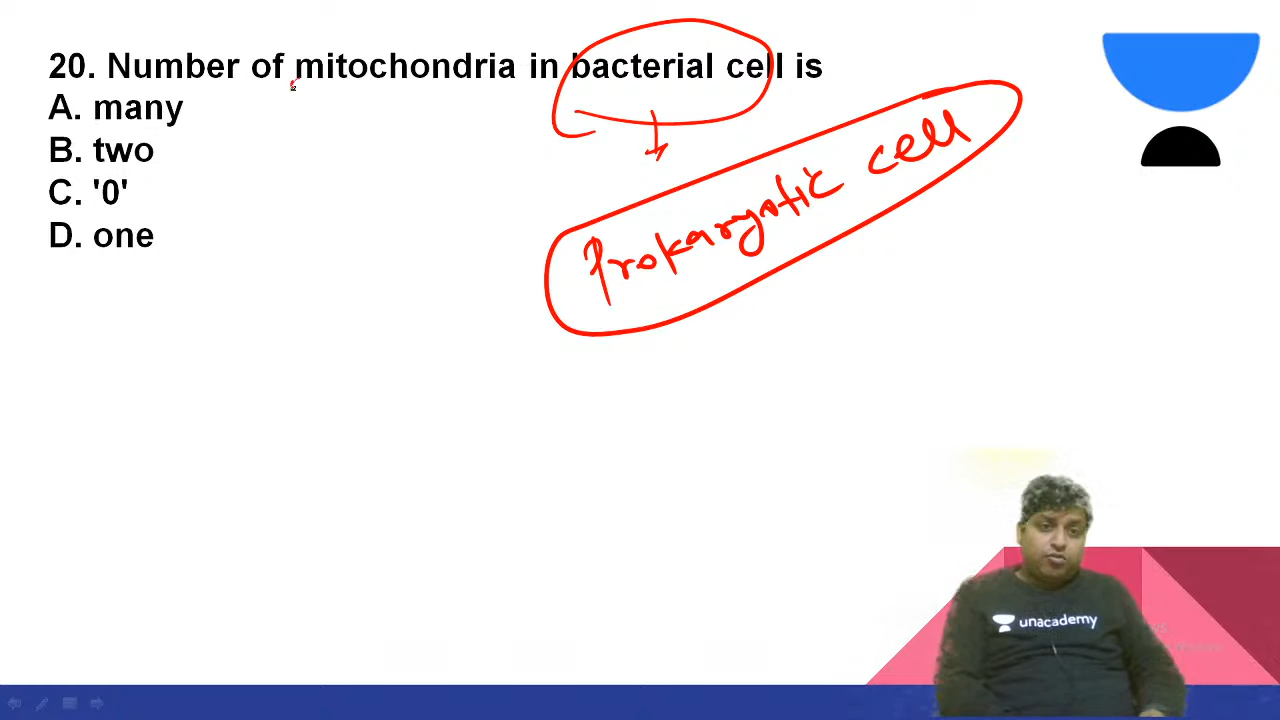 20. Number of mitochondria in bacterial cell is
A. many
B. two
C. '0'
D. one
Prokaryotic cell
unacademy